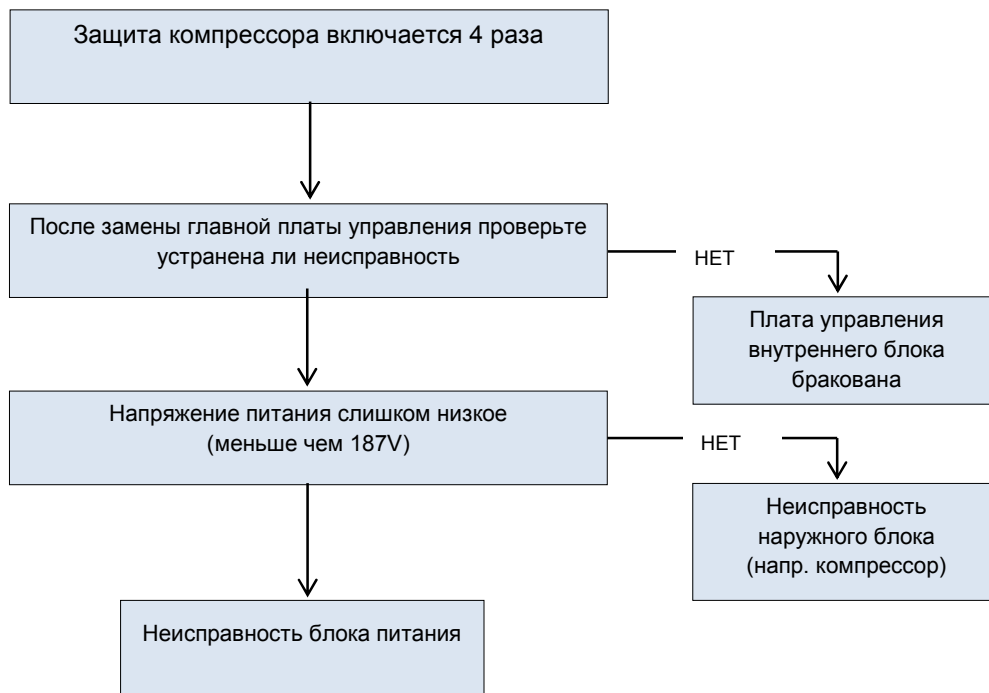 Защита компрессора включается 4 раза
После замены главной платы управления проверьте
устранена ли неисправность
НЕТ
Плата управления
внутреннего блока
бракована
Напряжение питания слишком низкое
(меньше чем 187V)
НЕТ
Неисправность
наружного блока
(напр. компрессор)
Неисправность блока питания